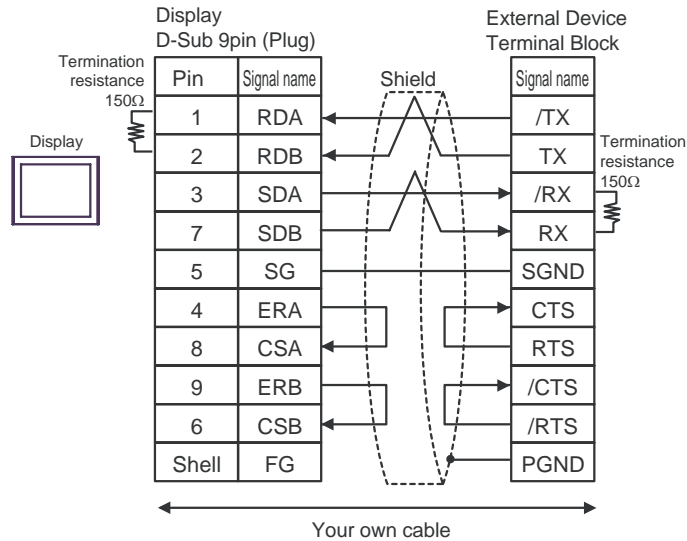 Display
D-Sub 9pin (Plug)
External Device
Terminal Block
Termination
resistance
150Ω
Display
Pin Signal name
Shield
Signal name
1 RDA /TX
2 RDB TX
3 SDA /RX
7 SDB RX
5 SG SGND
4 ERA CTS
8 CSA RTS
9 ERB /CTS
6 CSB /RTS
Shell FG PGND
Termination
resistance
150Ω
Your own cable